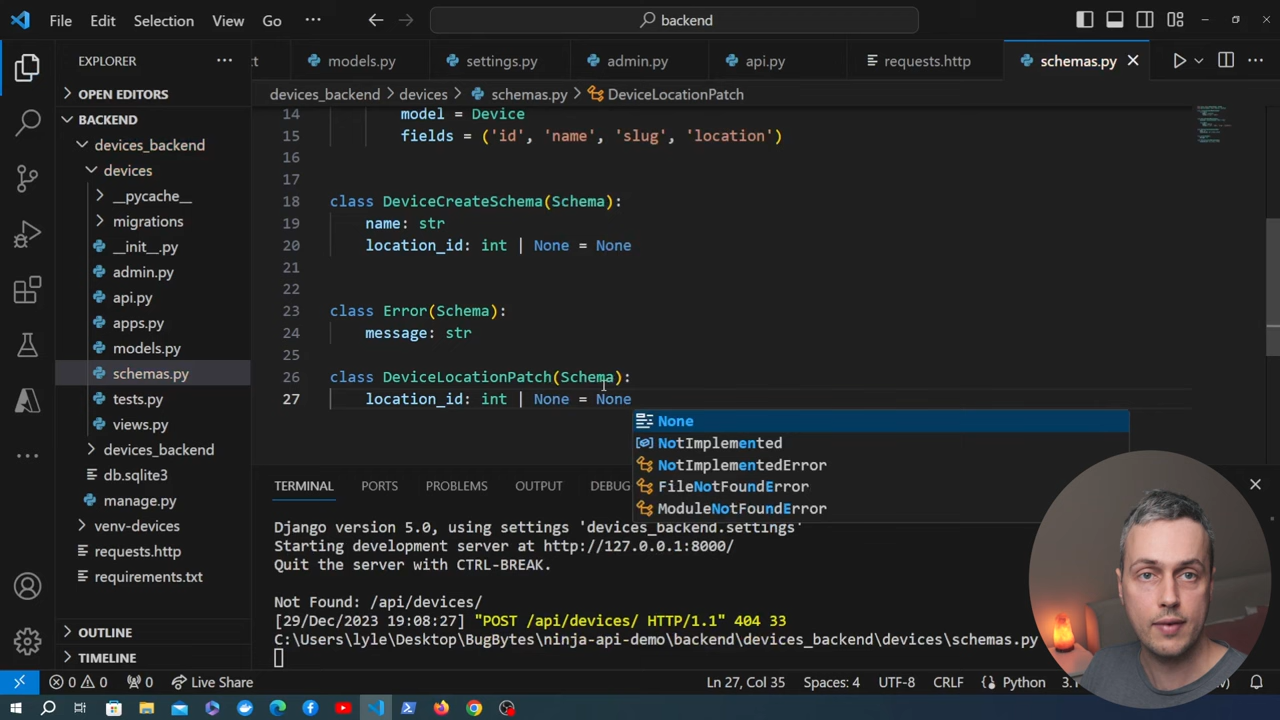 File Edit Selection View Go ··· backend
EXPLORER ··· models.py settings.py admin.py api.py requests.http schemas.py
OPEN EDITORS
devices_backend > devices > schemas.py > DeviceLocationPatch
BACKEND
devices_backend
devices
__pycache__
migrations
__init__.py
admin.py
api.py
apps.py
models.py
schemas.py
tests.py
views.py
devices_backend
db.sqlite3
manage.py
venv-devices
requests.http
requirements.txt
OUTLINE
TIMELINE
14 model = Device
15 fields = ('id', 'name', 'slug', 'location')
16
17
18 class DeviceCreateSchema(Schema):
19 name: str
20 location_id: int | None = None
21
22
23 class Error(Schema):
24 message: str
25
26 class DeviceLocationPatch(Schema):
27 location_id: int | None = None
None
NotImplemented
NotImplementedError
FileNotFoundError
ModuleNotFoundError
TERMINAL PORTS PROBLEMS OUTPUT DEBUG
Django version 5.0, using settings 'devices_backend.settings'
Starting development server at http://127.0.0.1:8000/
Quit the server with CTRL-BREAK.
Not Found: /api/devices/
[29/Dec/2023 19:08:27] "POST /api/devices/ HTTP/1.1" 404 33
C:\Users\lyle\Desktop\BugBytes\ninja-api-demo\backend\devices_backend\devices\schemas.py
0 0 0 Live Share Ln 27, Col 35 Spaces: 4 UTF-8 CRLF Python